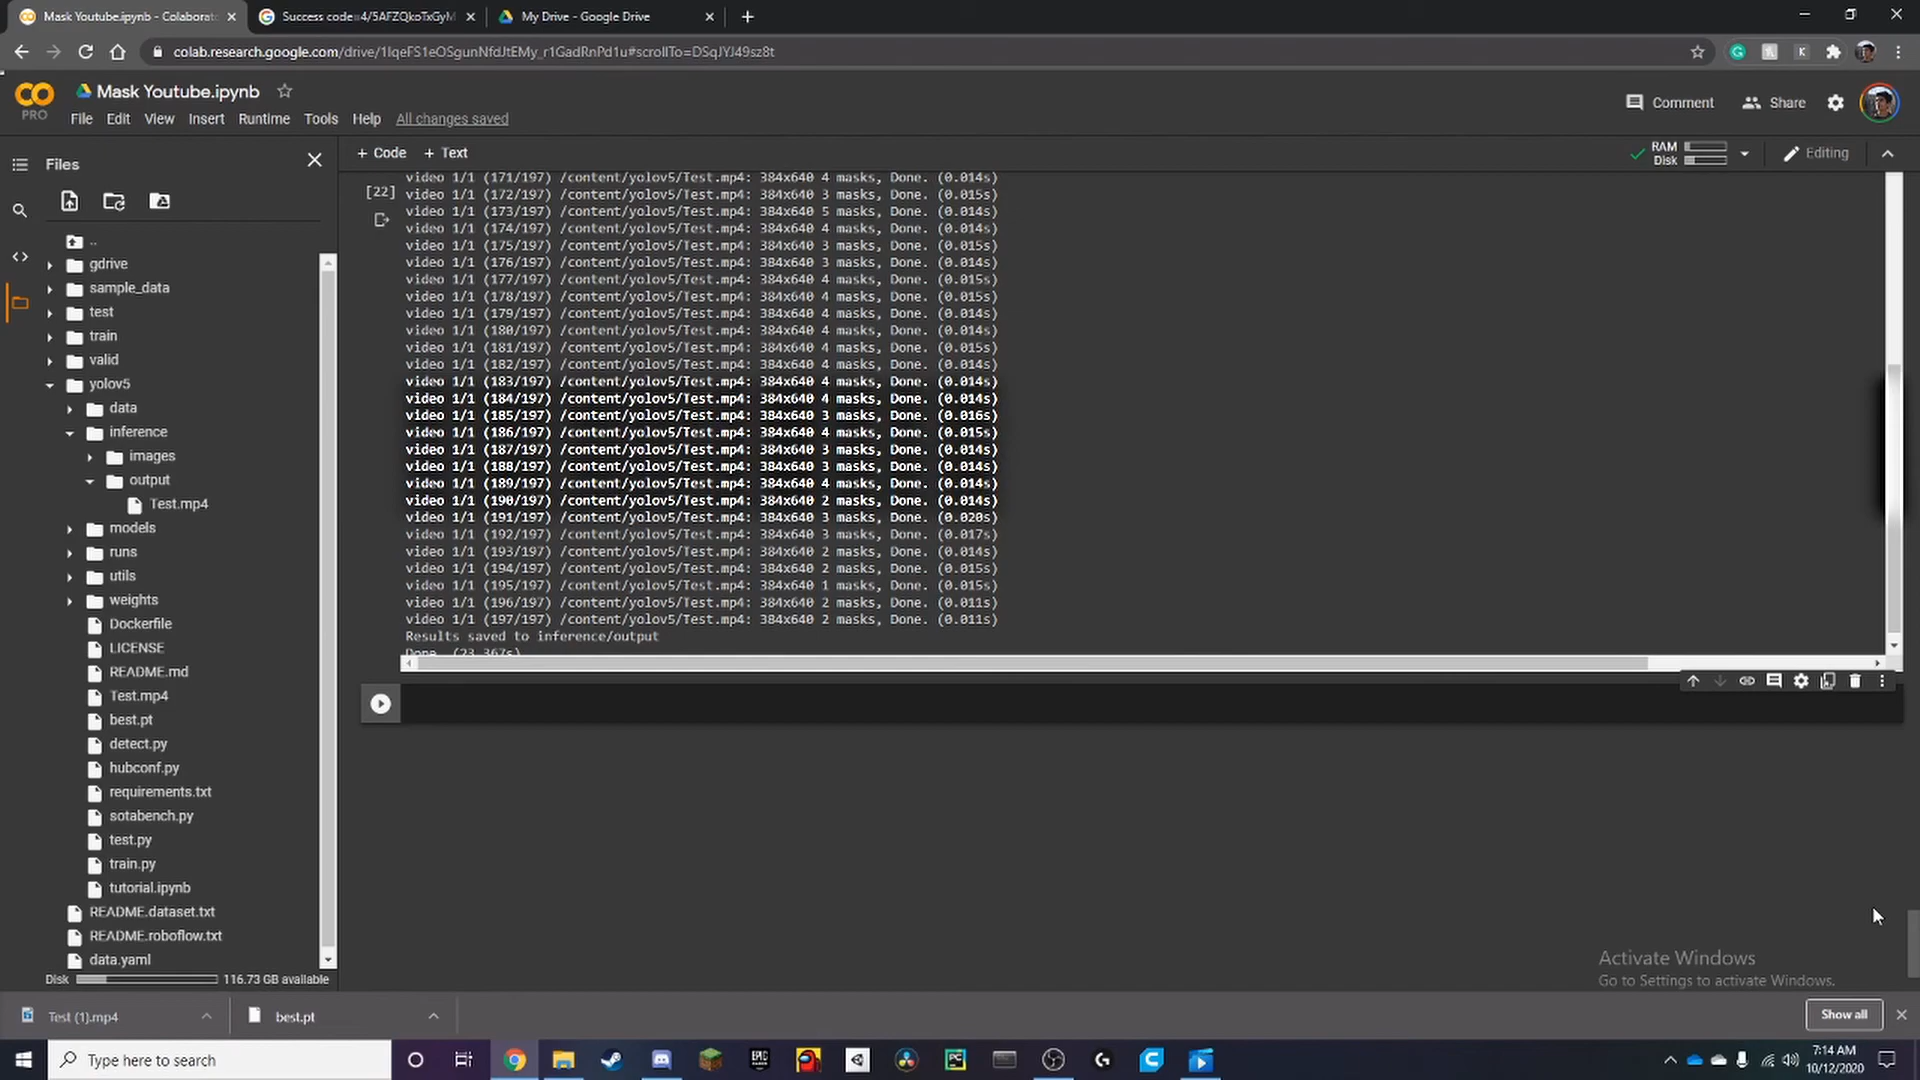 Mask Youtube.ipynb - Colaborat
Success code=4/5AFZQkoTxGyM
My Drive - Google Drive
colab.research.google.com/drive/1IqeFS1eOSgunNfdJtEMy_r1GadRnPd1u#scrollTo=DSqJYJ49sz8t
PRO
Mask Youtube.ipynb
File Edit View Insert Runtime Tools Help All changes saved
Comment Share
Files
+ Code + Text
RAM
Disk
Editing
..
gdrive
sample_data
test
train
valid
yolov5
data
inference
images
output
Test.mp4
models
runs
utils
weights
Dockerfile
LICENSE
README.md
Test.mp4
best.pt
detect.py
hubconf.py
requirements.txt
sotabench.py
test.py
train.py
tutorial.ipynb
README.dataset.txt
README.roboflow.txt
data.yaml
Disk 116.73 GB available
[22]
video 1/1 (171/197) /content/yolov5/Test.mp4: 384x640 4 masks, Done. (0.014s)
video 1/1 (172/197) /content/yolov5/Test.mp4: 384x640 3 masks, Done. (0.015s)
video 1/1 (173/197) /content/yolov5/Test.mp4: 384x640 5 masks, Done. (0.014s)
video 1/1 (174/197) /content/yolov5/Test.mp4: 384x640 4 masks, Done. (0.014s)
video 1/1 (175/197) /content/yolov5/Test.mp4: 384x640 3 masks, Done. (0.015s)
video 1/1 (176/197) /content/yolov5/Test.mp4: 384x640 3 masks, Done. (0.014s)
video 1/1 (177/197) /content/yolov5/Test.mp4: 384x640 4 masks, Done. (0.015s)
video 1/1 (178/197) /content/yolov5/Test.mp4: 384x640 4 masks, Done. (0.015s)
video 1/1 (179/197) /content/yolov5/Test.mp4: 384x640 4 masks, Done. (0.014s)
video 1/1 (180/197) /content/yolov5/Test.mp4: 384x640 4 masks, Done. (0.014s)
video 1/1 (181/197) /content/yolov5/Test.mp4: 384x640 4 masks, Done. (0.015s)
video 1/1 (182/197) /content/yolov5/Test.mp4: 384x640 4 masks, Done. (0.014s)
video 1/1 (183/197) /content/yolov5/Test.mp4: 384x640 4 masks, Done. (0.014s)
video 1/1 (184/197) /content/yolov5/Test.mp4: 384x640 4 masks, Done. (0.014s)
video 1/1 (185/197) /content/yolov5/Test.mp4: 384x640 3 masks, Done. (0.016s)
video 1/1 (186/197) /content/yolov5/Test.mp4: 384x640 4 masks, Done. (0.015s)
video 1/1 (187/197) /content/yolov5/Test.mp4: 384x640 3 masks, Done. (0.014s)
video 1/1 (188/197) /content/yolov5/Test.mp4: 384x640 3 masks, Done. (0.014s)
video 1/1 (189/197) /content/yolov5/Test.mp4: 384x640 4 masks, Done. (0.014s)
video 1/1 (190/197) /content/yolov5/Test.mp4: 384x640 2 masks, Done. (0.014s)
video 1/1 (191/197) /content/yolov5/Test.mp4: 384x640 3 masks, Done. (0.020s)
video 1/1 (192/197) /content/yolov5/Test.mp4: 384x640 3 masks, Done. (0.017s)
video 1/1 (193/197) /content/yolov5/Test.mp4: 384x640 2 masks, Done. (0.014s)
video 1/1 (194/197) /content/yolov5/Test.mp4: 384x640 2 masks, Done. (0.015s)
video 1/1 (195/197) /content/yolov5/Test.mp4: 384x640 1 masks, Done. (0.015s)
video 1/1 (196/197) /content/yolov5/Test.mp4: 384x640 2 masks, Done. (0.011s)
video 1/1 (197/197) /content/yolov5/Test.mp4: 384x640 2 masks, Done. (0.011s)
Results saved to inference/output
Done. (23.367s)
Activate Windows
Go to Settings to activate Windows.
Test (1).mp4
best.pt
Show all
Type here to search
EPIC
PC
7:14 AM
10/12/2020